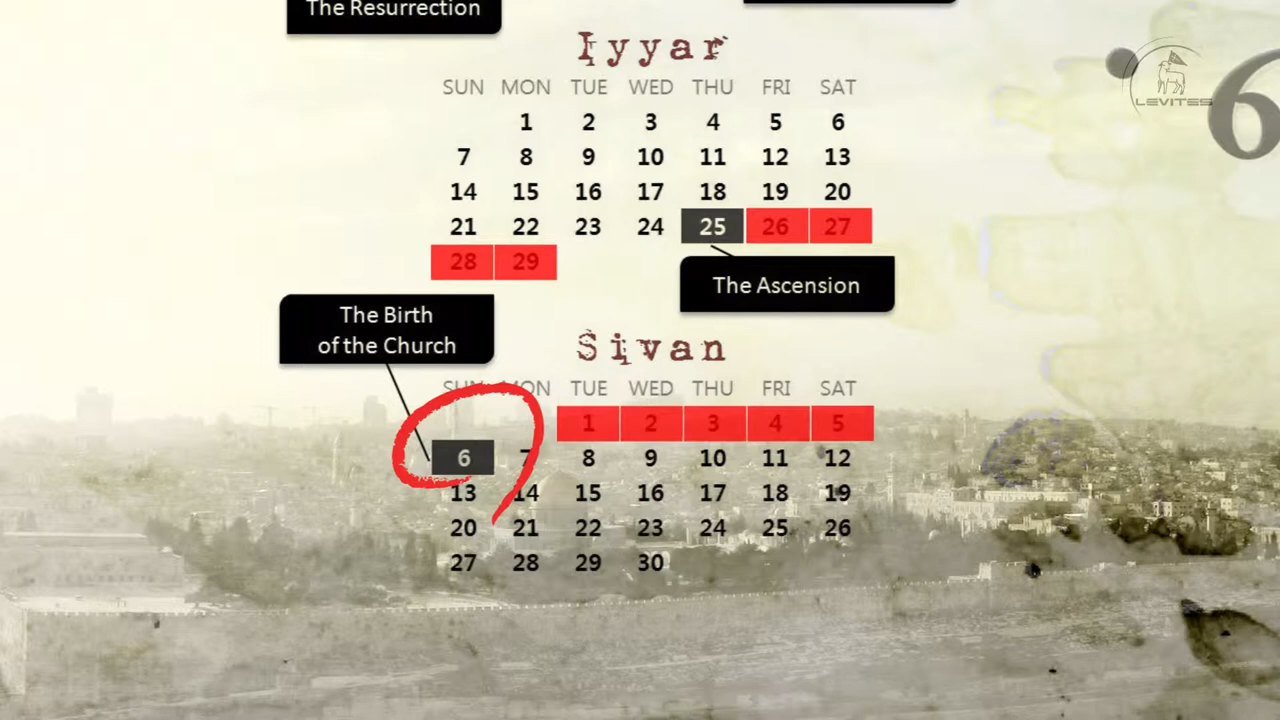 The Resurrection
Iyyar
SUN MON TUE WED THU FRI SAT
1 2 3 4 5 6
7 8 9 10 11 12 13
14 15 16 17 18 19 20
21 22 23 24 25 26 27
28 29
The Ascension
The Birth
of the Church
Sivan
SUN MON TUE WED THU FRI SAT
1 2 3 4 5
6 7 8 9 10 11 12
13 14 15 16 17 18 19
20 21 22 23 24 25 26
27 28 29 30
LEVITES
6